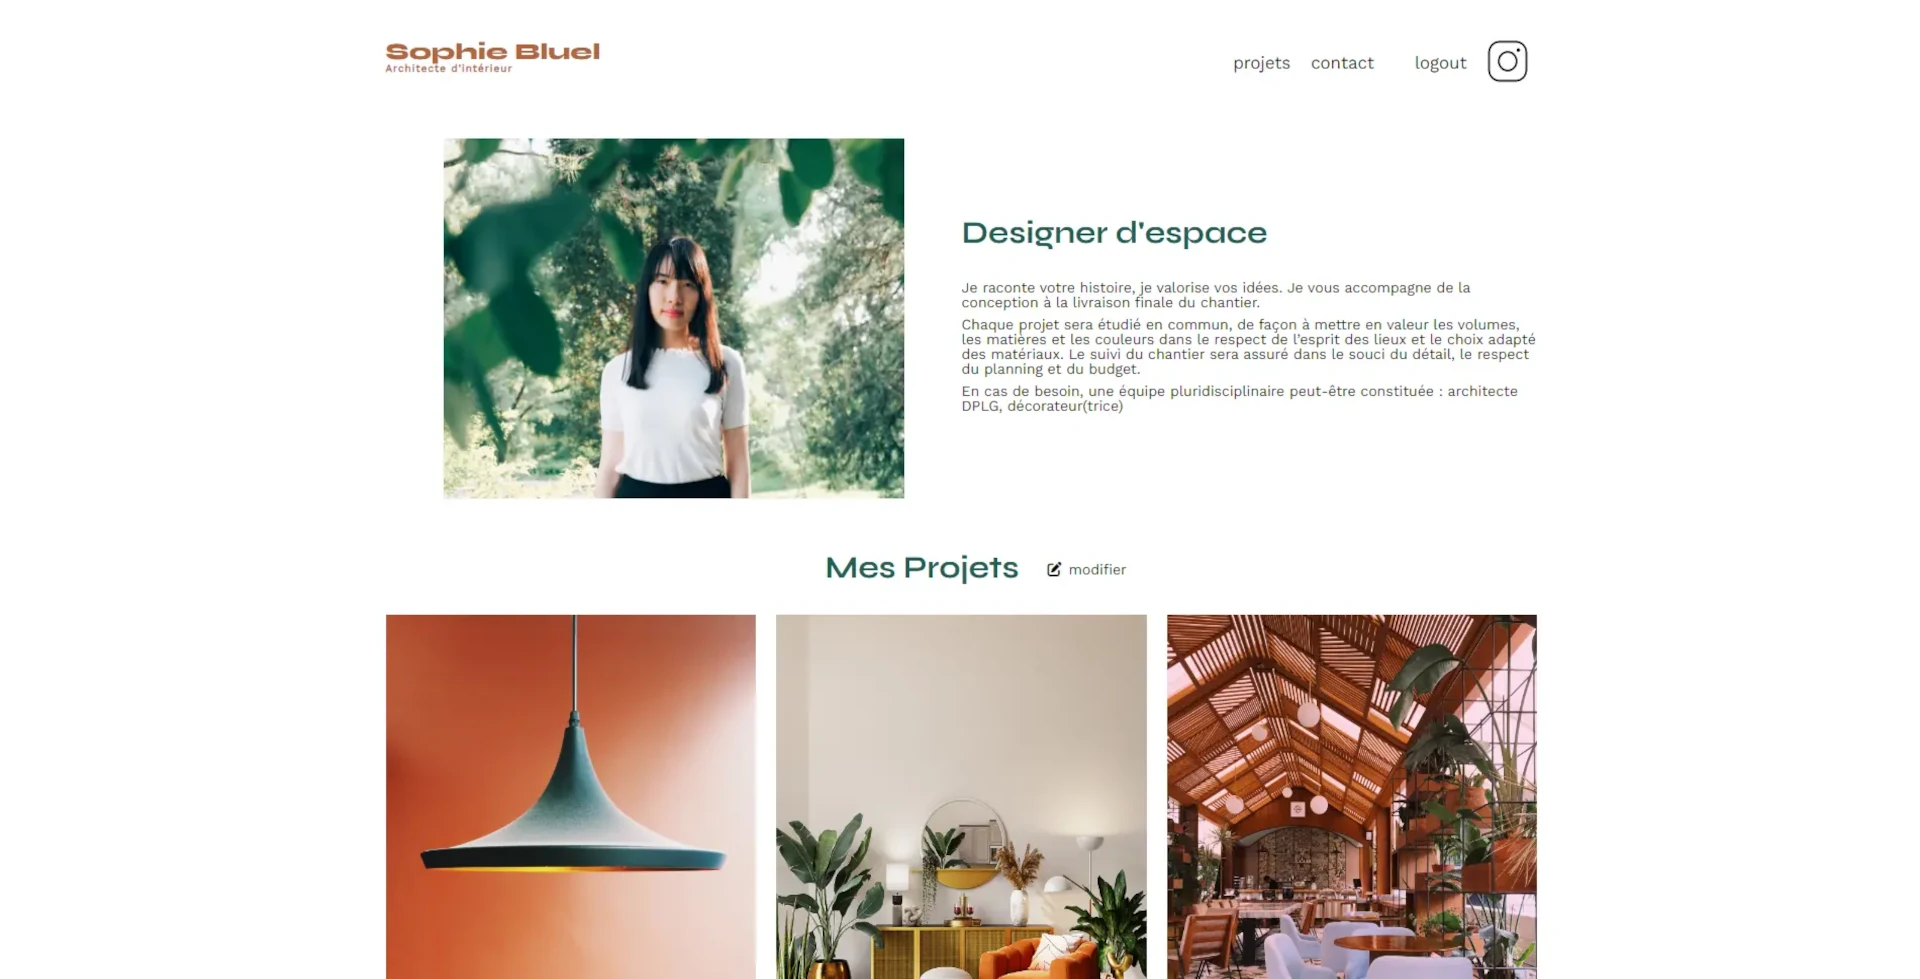 Sophie Bluel
Architecte d'intérieur
projets contact logout
Designer d'espace
Je raconte votre histoire, je valorise vos idées. Je vous accompagne de la
conception à la livraison finale du chantier.
Chaque projet sera étudié en commun, de façon à mettre en valeur les volumes,
les matières et les couleurs dans le respect de l’esprit des lieux et le choix adapté
des matériaux. Le suivi du chantier sera assuré dans le souci du détail, le respect
du planning et du budget.
En cas de besoin, une équipe pluridisciplinaire peut-être constituée : architecte
DPLG, décorateur(trice)
Mes Projets modifier